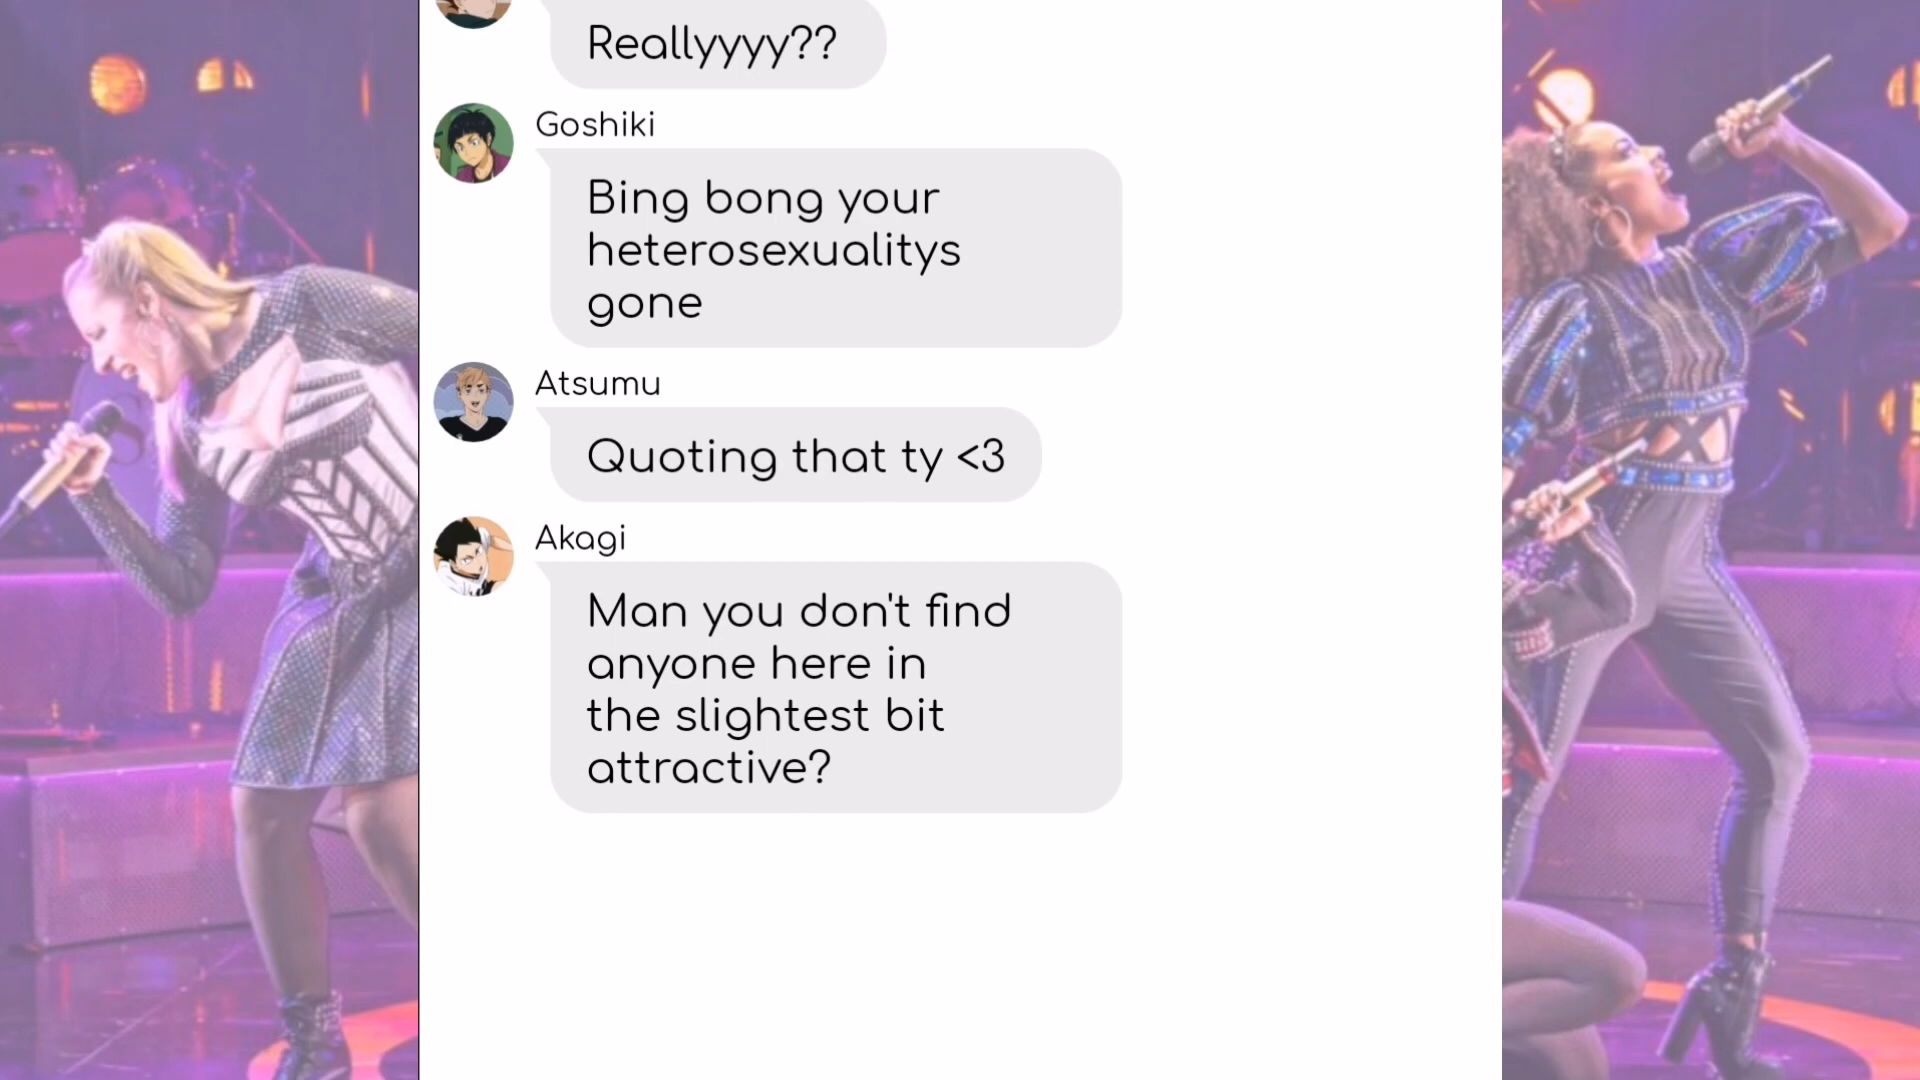 Reallyyyy??
Goshiki
Bing bong your
heterosexualitys
gone
Atsumu
Quoting that ty <3
Akagi
Man you don't find
anyone here in
the slightest bit
attractive?